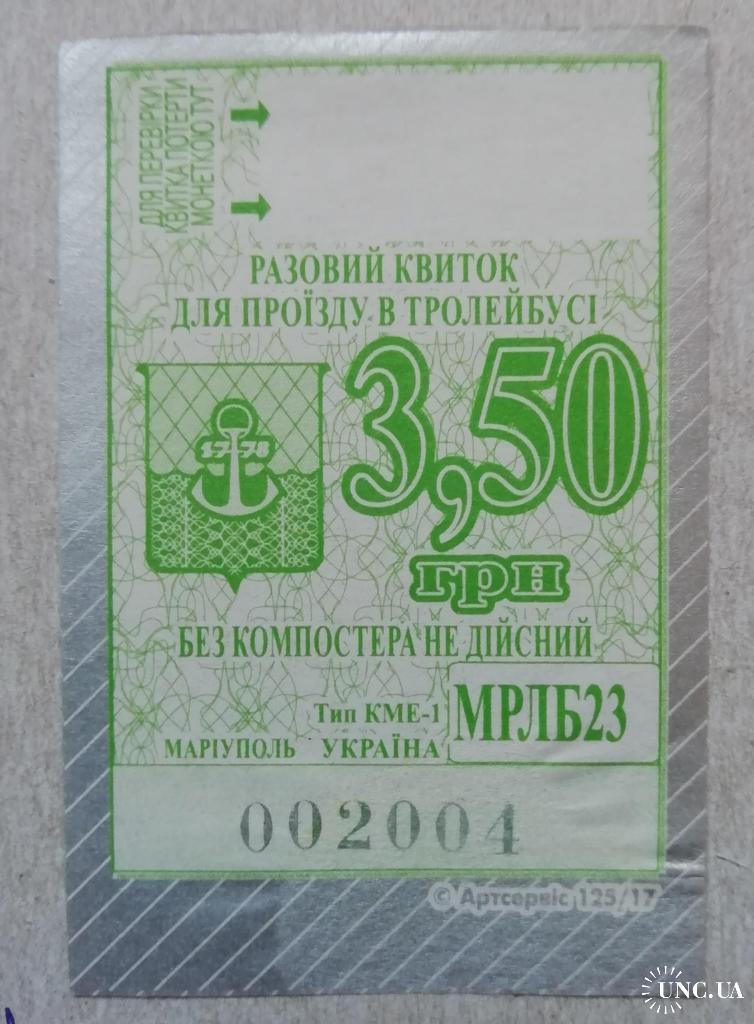 ДЛЯ ПЕРЕВІРКИ
КВИТКА ПОТЕРТИ
МОНЕТКОЮ ТУТ
РАЗОВИЙ КВИТОК
ДЛЯ ПРОЇЗДУ В ТРОЛЕЙБУСІ
1778
3,50
грн
БЕЗ КОМПОСТЕРА НЕ ДІЙСНИЙ
Тип КМЕ-1
МАРІУПОЛЬ УКРАЇНА
МРЛБ23
002004
© Артсервіс 125/17
UNC.UA